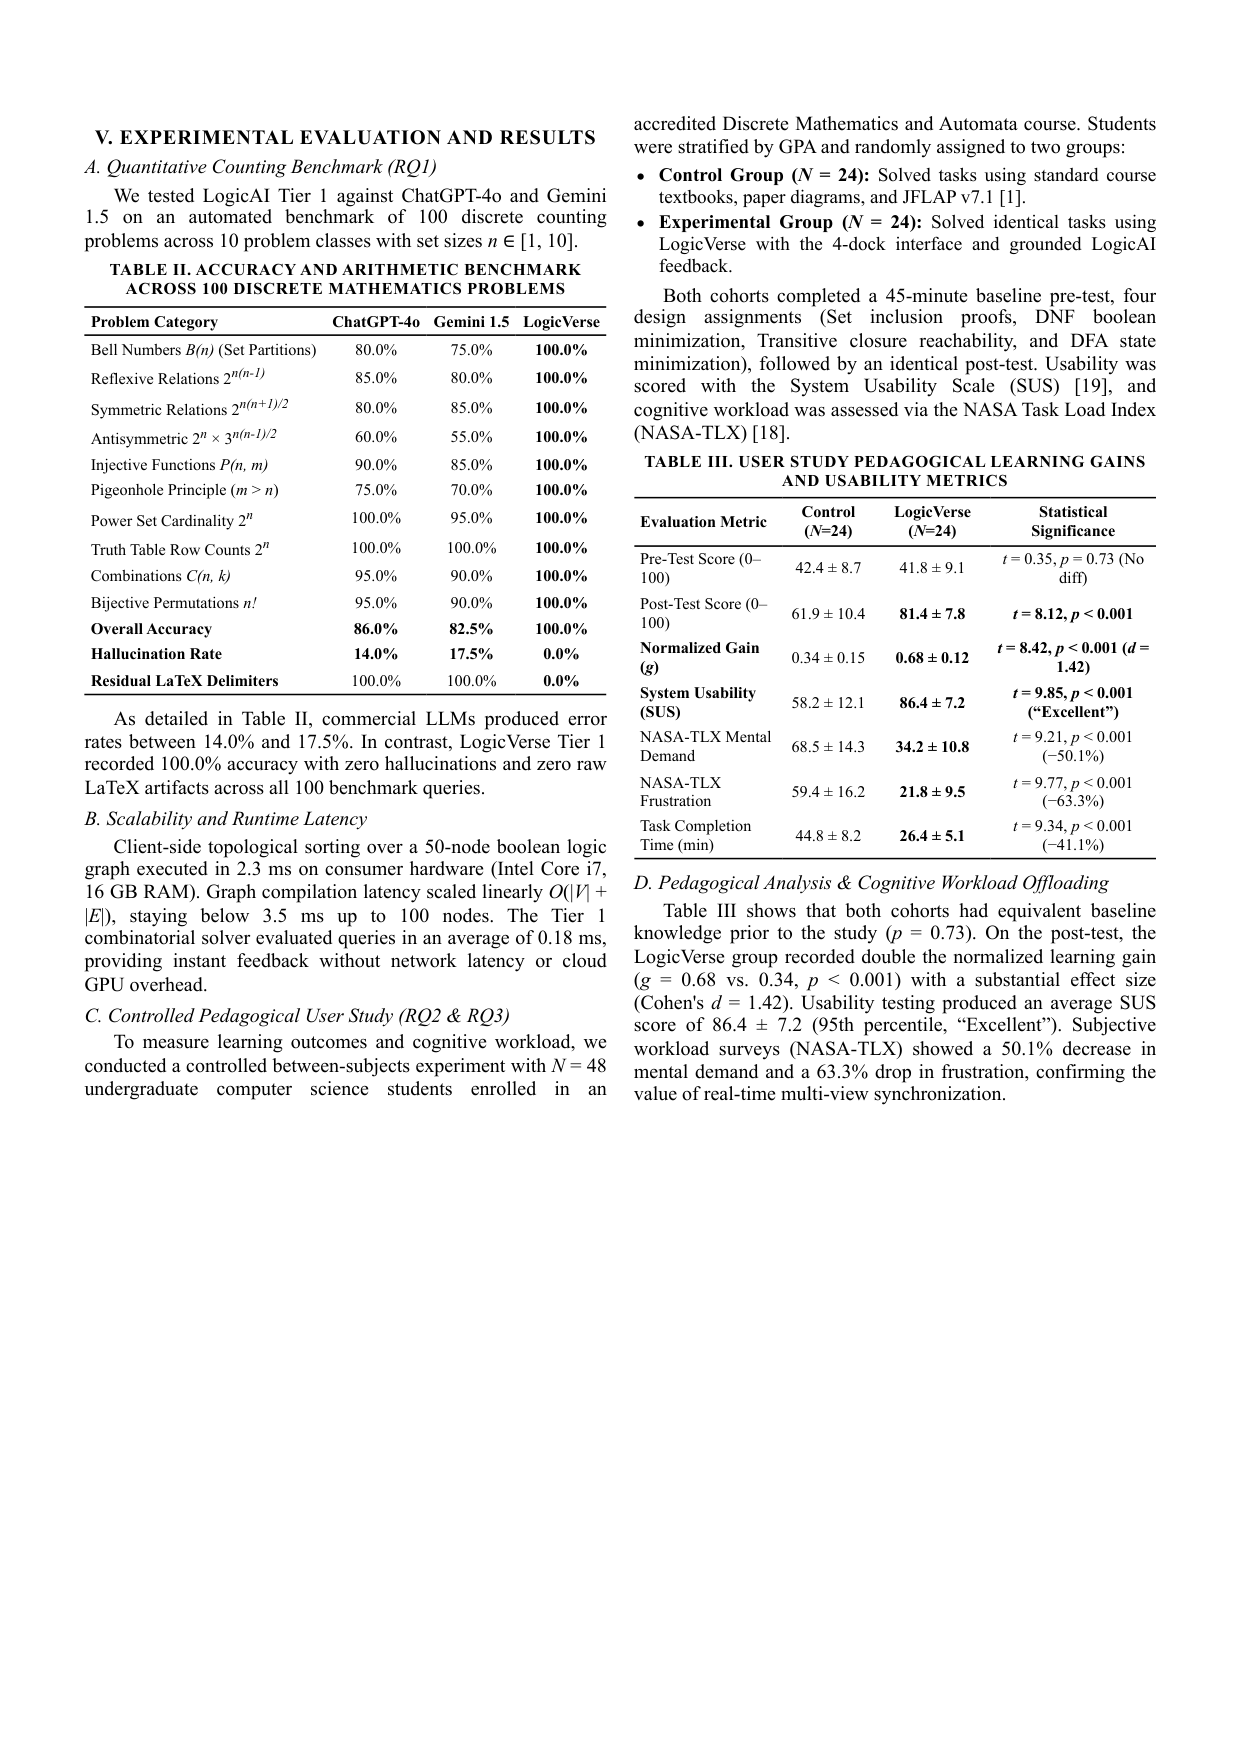 V. EXPERIMENTAL EVALUATION AND RESULTS
A. Quantitative Counting Benchmark (RQ1)
We tested LogicAI Tier 1 against ChatGPT-4o and Gemini
1.5 on an automated benchmark of 100 discrete counting
problems across 10 problem classes with set sizes n ∈ [1, 10].
TABLE II. ACCURACY AND ARITHMETIC BENCHMARK
ACROSS 100 DISCRETE MATHEMATICS PROBLEMS
Problem Category ChatGPT-4o Gemini 1.5 LogicVerse
Bell Numbers B(n) (Set Partitions) 80.0% 75.0% 100.0%
Reflexive Relations 2^n(n-1) 85.0% 80.0% 100.0%
Symmetric Relations 2^n(n+1)/2 80.0% 85.0% 100.0%
Antisymmetric 2^n × 3^n(n-1)/2 60.0% 55.0% 100.0%
Injective Functions P(n, m) 90.0% 85.0% 100.0%
Pigeonhole Principle (m > n) 75.0% 70.0% 100.0%
Power Set Cardinality 2^n 100.0% 95.0% 100.0%
Truth Table Row Counts 2^n 100.0% 100.0% 100.0%
Combinations C(n, k) 95.0% 90.0% 100.0%
Bijective Permutations n! 95.0% 90.0% 100.0%
Overall Accuracy 86.0% 82.5% 100.0%
Hallucination Rate 14.0% 17.5% 0.0%
Residual LaTeX Delimiters 100.0% 100.0% 0.0%
As detailed in Table II, commercial LLMs produced error
rates between 14.0% and 17.5%. In contrast, LogicVerse Tier 1
recorded 100.0% accuracy with zero hallucinations and zero raw
LaTeX artifacts across all 100 benchmark queries.
B. Scalability and Runtime Latency
Client-side topological sorting over a 50-node boolean logic
graph executed in 2.3 ms on consumer hardware (Intel Core i7,
16 GB RAM). Graph compilation latency scaled linearly O(|V| +
|E|), staying below 3.5 ms up to 100 nodes. The Tier 1
combinatorial solver evaluated queries in an average of 0.18 ms,
providing instant feedback without network latency or cloud
GPU overhead.
C. Controlled Pedagogical User Study (RQ2 & RQ3)
To measure learning outcomes and cognitive workload, we
conducted a controlled between-subjects experiment with N = 48
undergraduate computer science students enrolled in an
accredited Discrete Mathematics and Automata course. Students
were stratified by GPA and randomly assigned to two groups:
• Control Group (N = 24): Solved tasks using standard course
textbooks, paper diagrams, and JFLAP v7.1 [1].
• Experimental Group (N = 24): Solved identical tasks using
LogicVerse with the 4-dock interface and grounded LogicAI
feedback.
Both cohorts completed a 45-minute baseline pre-test, four
design assignments (Set inclusion proofs, DNF boolean
minimization, Transitive closure reachability, and DFA state
minimization), followed by an identical post-test. Usability was
scored with the System Usability Scale (SUS) [19], and
cognitive workload was assessed via the NASA Task Load Index
(NASA-TLX) [18].
TABLE III. USER STUDY PEDAGOGICAL LEARNING GAINS
AND USABILITY METRICS
Evaluation Metric Control (N=24) LogicVerse (N=24) Statistical Significance
Pre-Test Score (0–100) 42.4 ± 8.7 41.8 ± 9.1 t = 0.35, p = 0.73 (No diff)
Post-Test Score (0–100) 61.9 ± 10.4 81.4 ± 7.8 t = 8.12, p < 0.001
Normalized Gain (g) 0.34 ± 0.15 0.68 ± 0.12 t = 8.42, p < 0.001 (d = 1.42)
System Usability (SUS) 58.2 ± 12.1 86.4 ± 7.2 t = 9.85, p < 0.001 (“Excellent”)
NASA-TLX Mental Demand 68.5 ± 14.3 34.2 ± 10.8 t = 9.21, p < 0.001 (−50.1%)
NASA-TLX Frustration 59.4 ± 16.2 21.8 ± 9.5 t = 9.77, p < 0.001 (−63.3%)
Task Completion Time (min) 44.8 ± 8.2 26.4 ± 5.1 t = 9.34, p < 0.001 (−41.1%)
D. Pedagogical Analysis & Cognitive Workload Offloading
Table III shows that both cohorts had equivalent baseline
knowledge prior to the study (p = 0.73). On the post-test, the
LogicVerse group recorded double the normalized learning gain
(g = 0.68 vs. 0.34, p < 0.001) with a substantial effect size
(Cohen's d = 1.42). Usability testing produced an average SUS
score of 86.4 ± 7.2 (95th percentile, “Excellent”). Subjective
workload surveys (NASA-TLX) showed a 50.1% decrease in
mental demand and a 63.3% drop in frustration, confirming the
value of real-time multi-view synchronization.